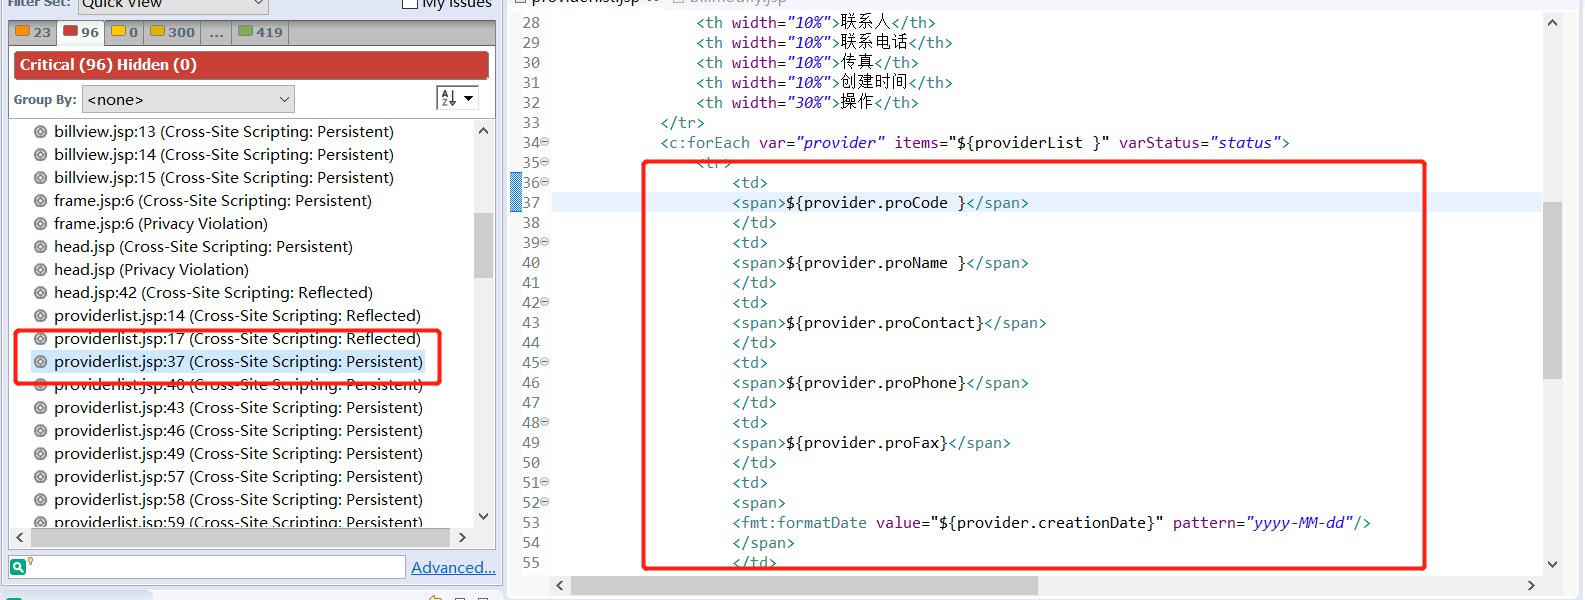 Filter Set: Quick View My Issues
23 96 0 300 ... 419
Critical (96) Hidden (0)
Group By: <none>
billview.jsp:13 (Cross-Site Scripting: Persistent)
billview.jsp:14 (Cross-Site Scripting: Persistent)
billview.jsp:15 (Cross-Site Scripting: Persistent)
frame.jsp:6 (Cross-Site Scripting: Persistent)
frame.jsp:6 (Privacy Violation)
head.jsp (Cross-Site Scripting: Persistent)
head.jsp (Privacy Violation)
head.jsp:42 (Cross-Site Scripting: Reflected)
providerlist.jsp:14 (Cross-Site Scripting: Reflected)
providerlist.jsp:17 (Cross-Site Scripting: Reflected)
providerlist.jsp:37 (Cross-Site Scripting: Persistent)
providerlist.jsp:40 (Cross-Site Scripting: Persistent)
providerlist.jsp:43 (Cross-Site Scripting: Persistent)
providerlist.jsp:46 (Cross-Site Scripting: Persistent)
providerlist.jsp:49 (Cross-Site Scripting: Persistent)
providerlist.jsp:57 (Cross-Site Scripting: Persistent)
providerlist.jsp:58 (Cross-Site Scripting: Persistent)
providerlist.jsp:59 (Cross-Site Scripting: Persistent)
Advanced...
providerlist.jsp billmodify.jsp
28 <th width="10%">联系人</th>
29 <th width="10%">联系电话</th>
30 <th width="10%">传真</th>
31 <th width="10%">创建时间</th>
32 <th width="30%">操作</th>
33 </tr>
34 <c:forEach var="provider" items="${providerList }" varStatus="status">
35 <tr>
36 <td>
37 <span>${provider.proCode }</span>
38 </td>
39 <td>
40 <span>${provider.proName }</span>
41 </td>
42 <td>
43 <span>${provider.proContact}</span>
44 </td>
45 <td>
46 <span>${provider.proPhone}</span>
47 </td>
48 <td>
49 <span>${provider.proFax}</span>
50 </td>
51 <td>
52 <span>
53 <fmt:formatDate value="${provider.creationDate}" pattern="yyyy-MM-dd"/>
54 </span>
55 </td>